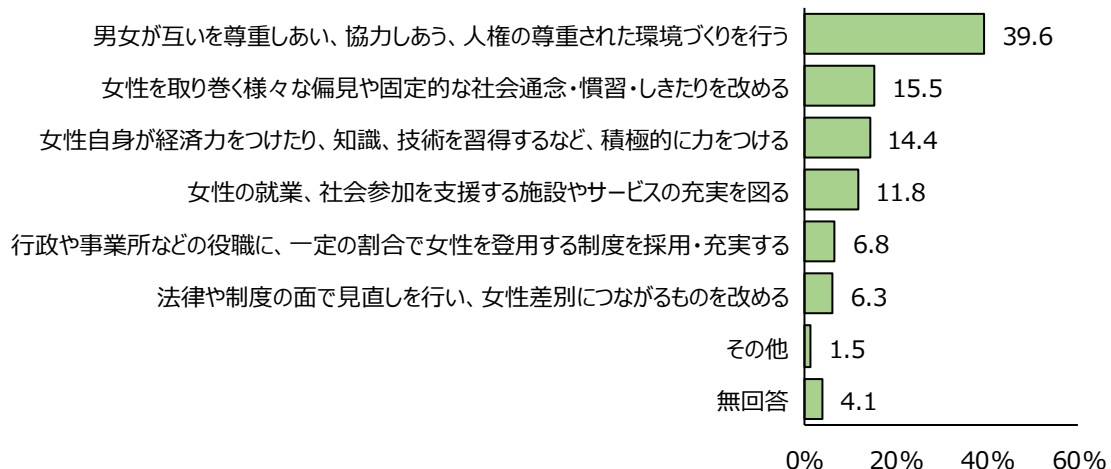 男女が互いを尊重しあい、協力しあう、人権の尊重された環境づくりを行う 39.6
女性を取り巻く様々な偏見や固定的な社会通念・慣習・しきたりを改める 15.5
女性自身が経済力をつけたり、知識、技術を習得するなど、積極的に力をつける 14.4
女性の就業、社会参加を支援する施設やサービスの充実を図る 11.8
行政や事業所などの役職に、一定の割合で女性を登用する制度を採用・充実する 6.8
法律や制度の面で見直しを行い、女性差別につながるものを改める 6.3
その他 1.5
無回答 4.1
0% 20% 40% 60%